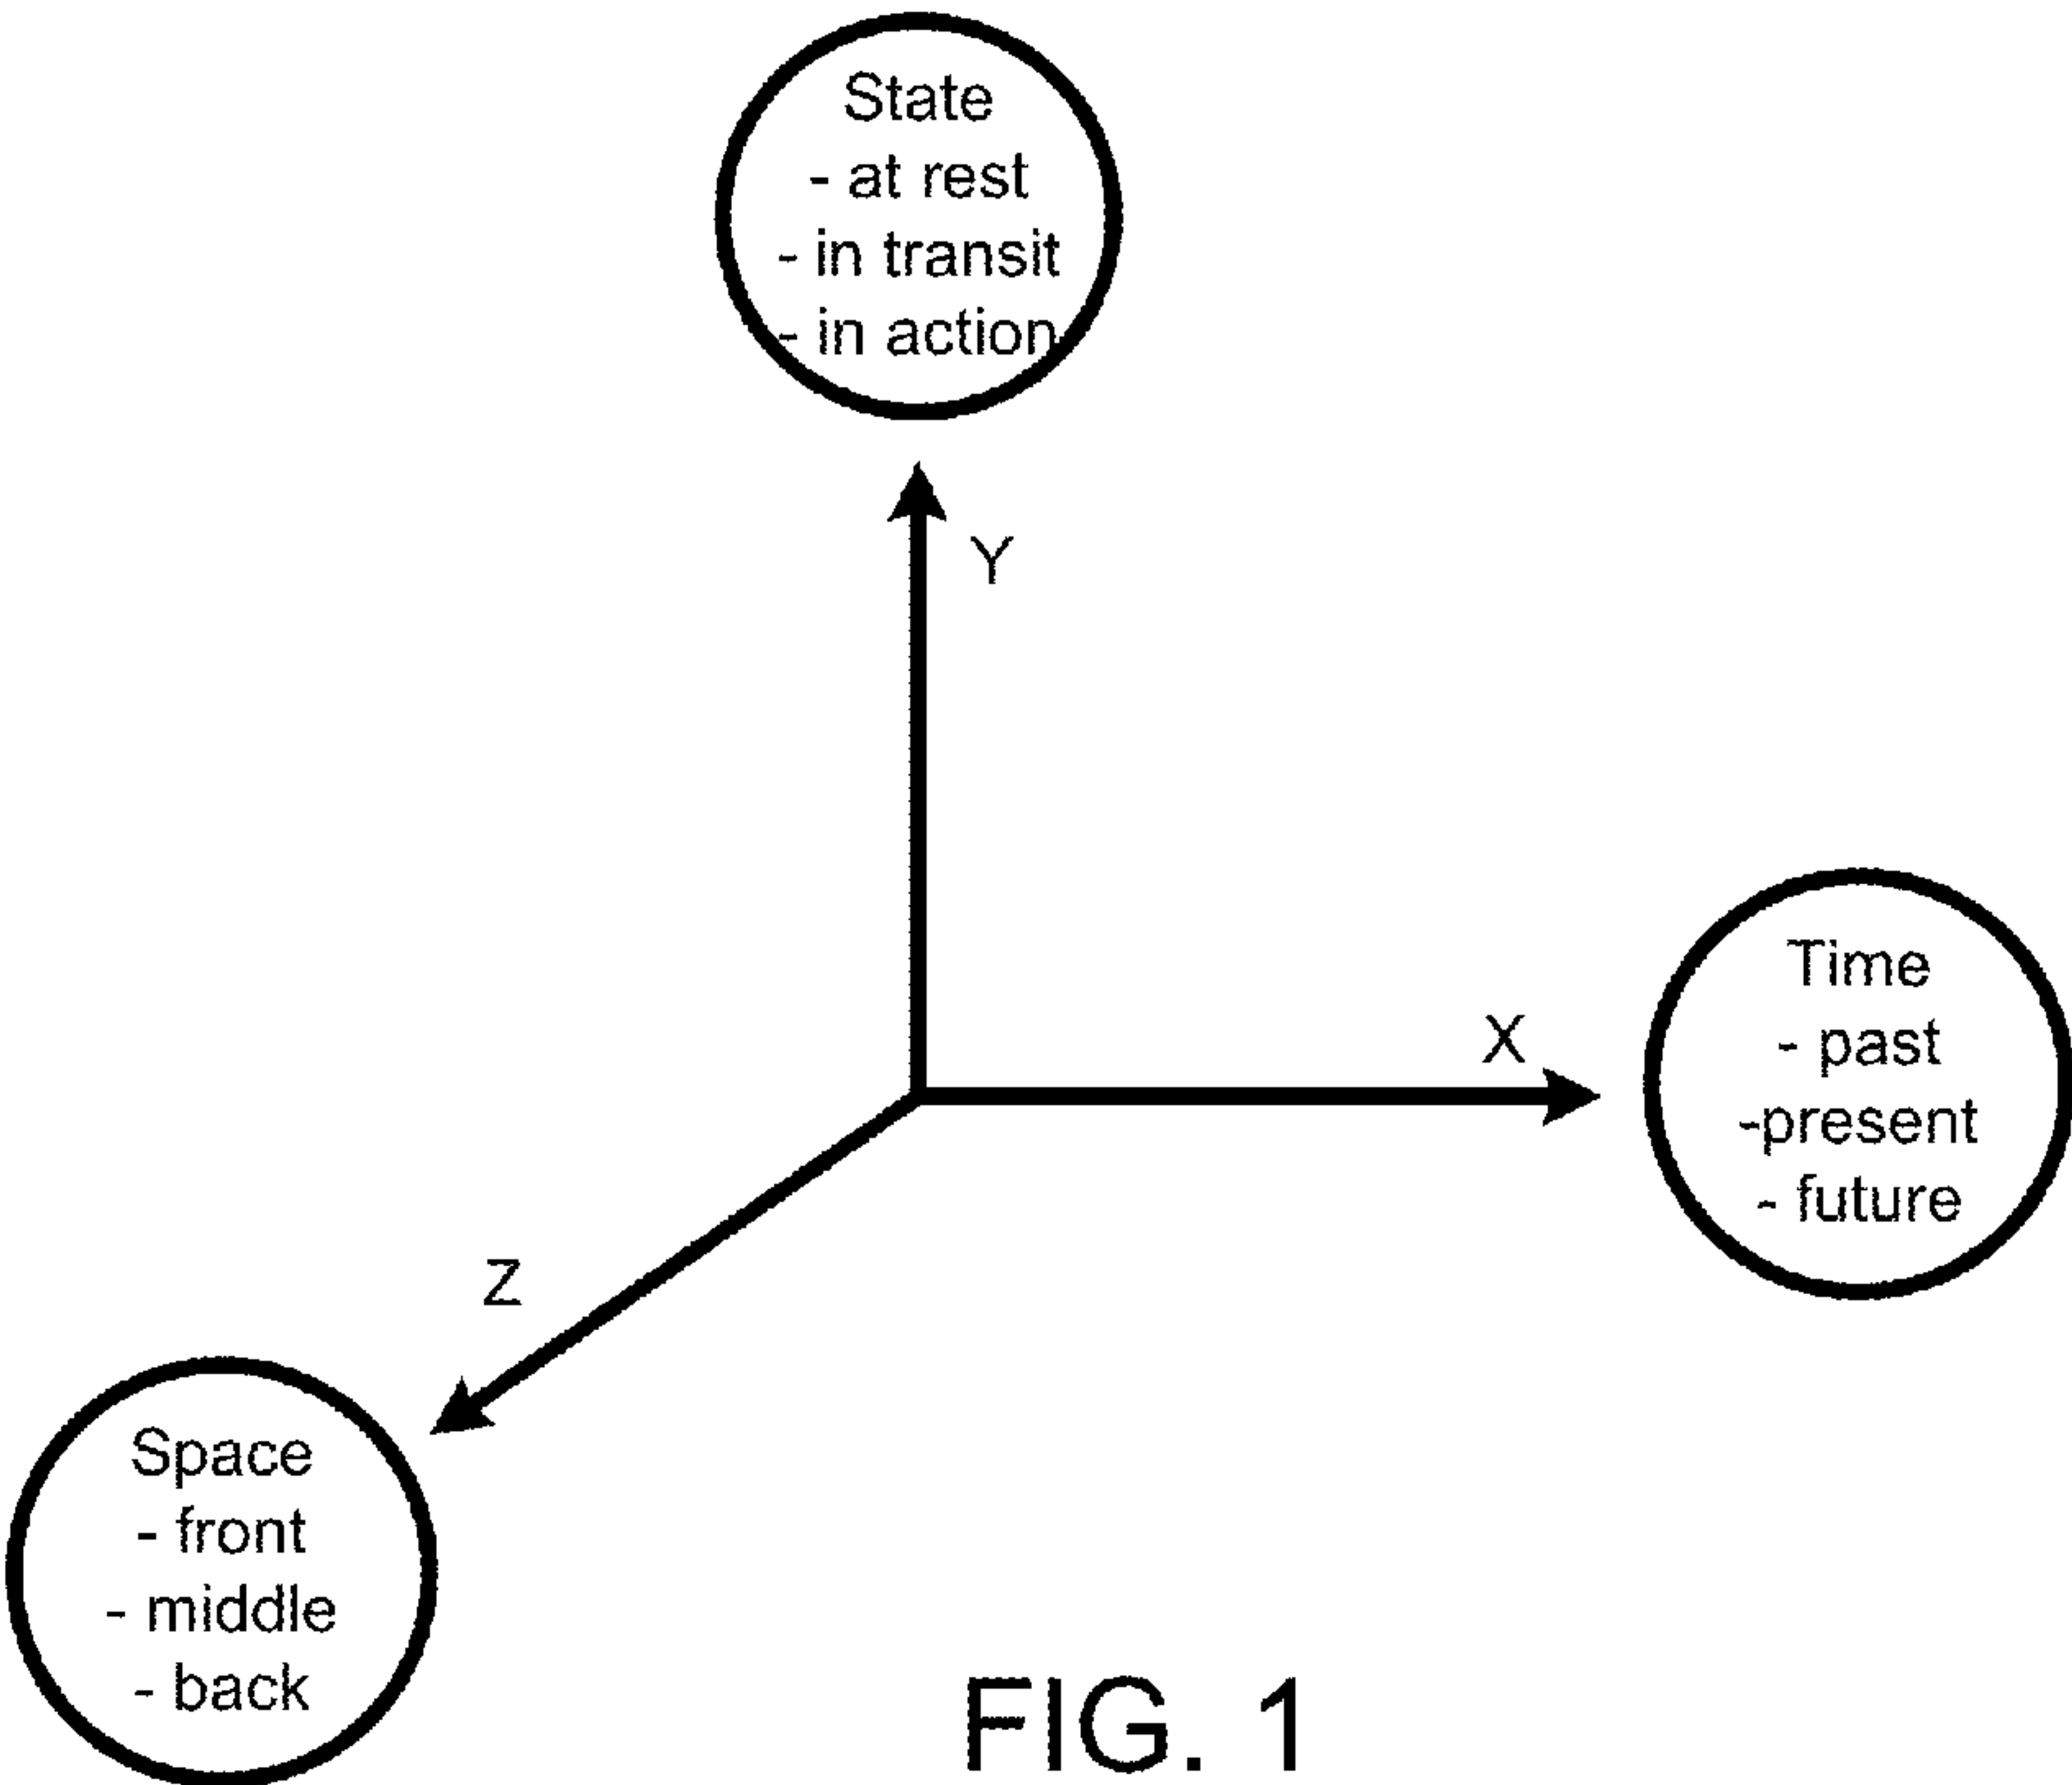 State
- at rest
- in transit
- in action
Y
X
Time
- past
-present
- future
Z
Space
- front
- middle
- back
FIG. 1